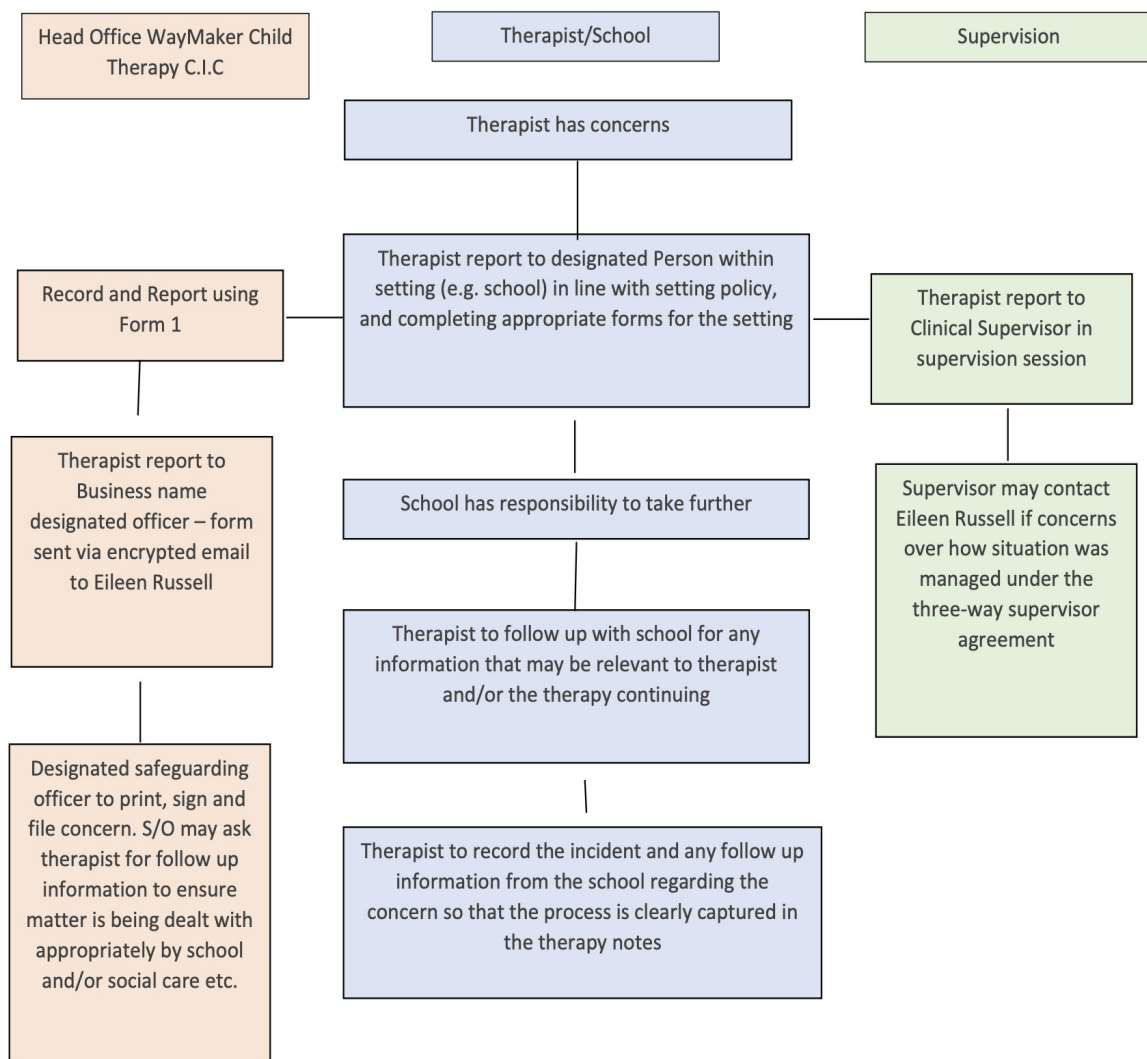 Head Office WayMaker Child
Therapy C.I.C
Therapist/School
Supervision
Therapist has concerns
Therapist report to designated Person within
setting (e.g. school) in line with setting policy,
and completing appropriate forms for the setting
Record and Report using
Form 1
Therapist report to
Clinical Supervisor in
supervision session
Therapist report to
Business name
designated officer – form
sent via encrypted email
to Eileen Russell
School has responsibility to take further
Supervisor may contact
Eileen Russell if concerns
over how situation was
managed under the
three-way supervisor
agreement
Therapist to follow up with school for any
information that may be relevant to therapist
and/or the therapy continuing
Designated safeguarding
officer to print, sign and
file concern. S/O may ask
therapist for follow up
information to ensure
matter is being dealt with
appropriately by school
and/or social care etc.
Therapist to record the incident and any follow up
information from the school regarding the
concern so that the process is clearly captured in
the therapy notes